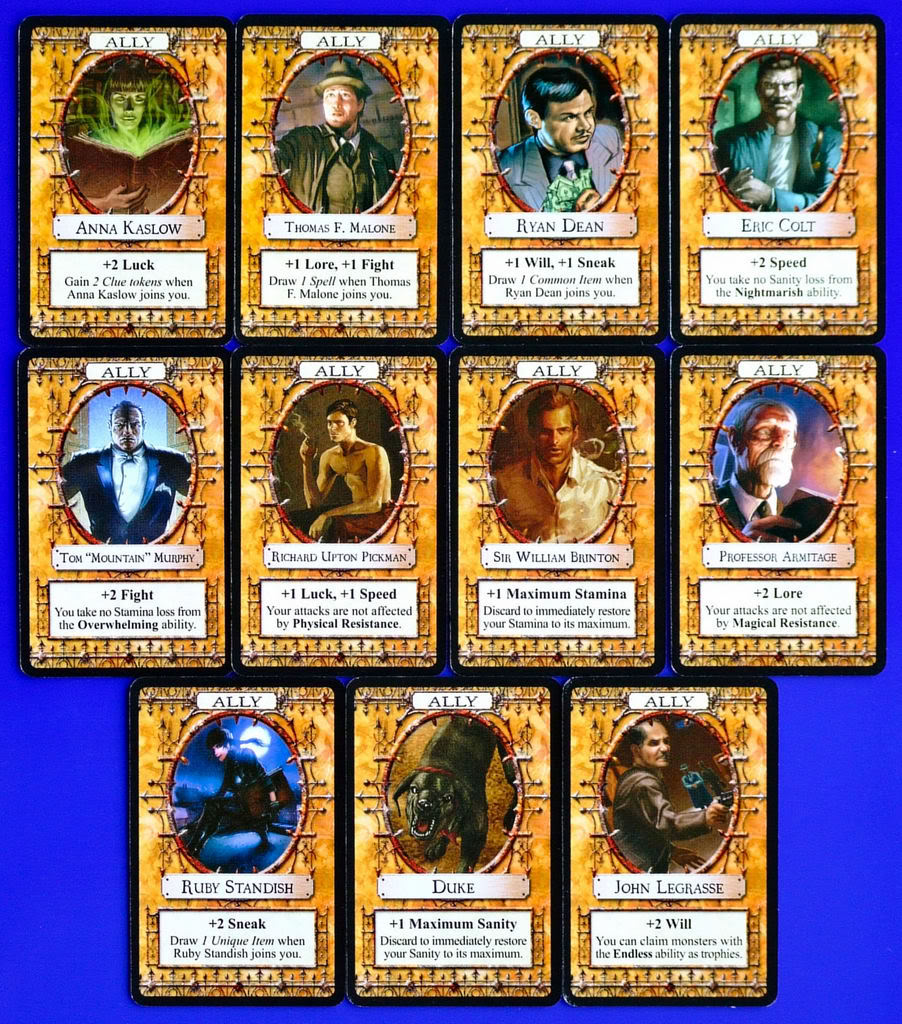 ALLY
ANNA KASLOW
+2 Luck
Gain 2 Clue tokens when
Anna Kaslow joins you.
ALLY
THOMAS F. MALONE
+1 Lore, +1 Fight
Draw 1 Spell when Thomas
F. Malone joins you.
ALLY
RYAN DEAN
+1 Will, +1 Sneak
Draw 1 Common Item when
Ryan Dean joins you.
ALLY
ERIC COLT
+2 Speed
You take no Sanity loss from
the Nightmarish ability.
ALLY
TOM "MOUNTAIN" MURPHY
+2 Fight
You take no Stamina loss from
the Overwhelming ability.
ALLY
RICHARD UPTON PICKMAN
+1 Luck, +1 Speed
Your attacks are not affected
by Physical Resistance.
ALLY
SIR WILLIAM BRINTON
+1 Maximum Stamina
Discard to immediately restore
your Stamina to its maximum.
ALLY
PROFESSOR ARMITAGE
+2 Lore
Your attacks are not affected
by Magical Resistance.
ALLY
RUBY STANDISH
+2 Sneak
Draw 1 Unique Item when
Ruby Standish joins you.
ALLY
DUKE
+1 Maximum Sanity
Discard to immediately restore
your Sanity to its maximum.
ALLY
JOHN LEGRASSE
+2 Will
You can claim monsters with
the Endless ability as trophies.